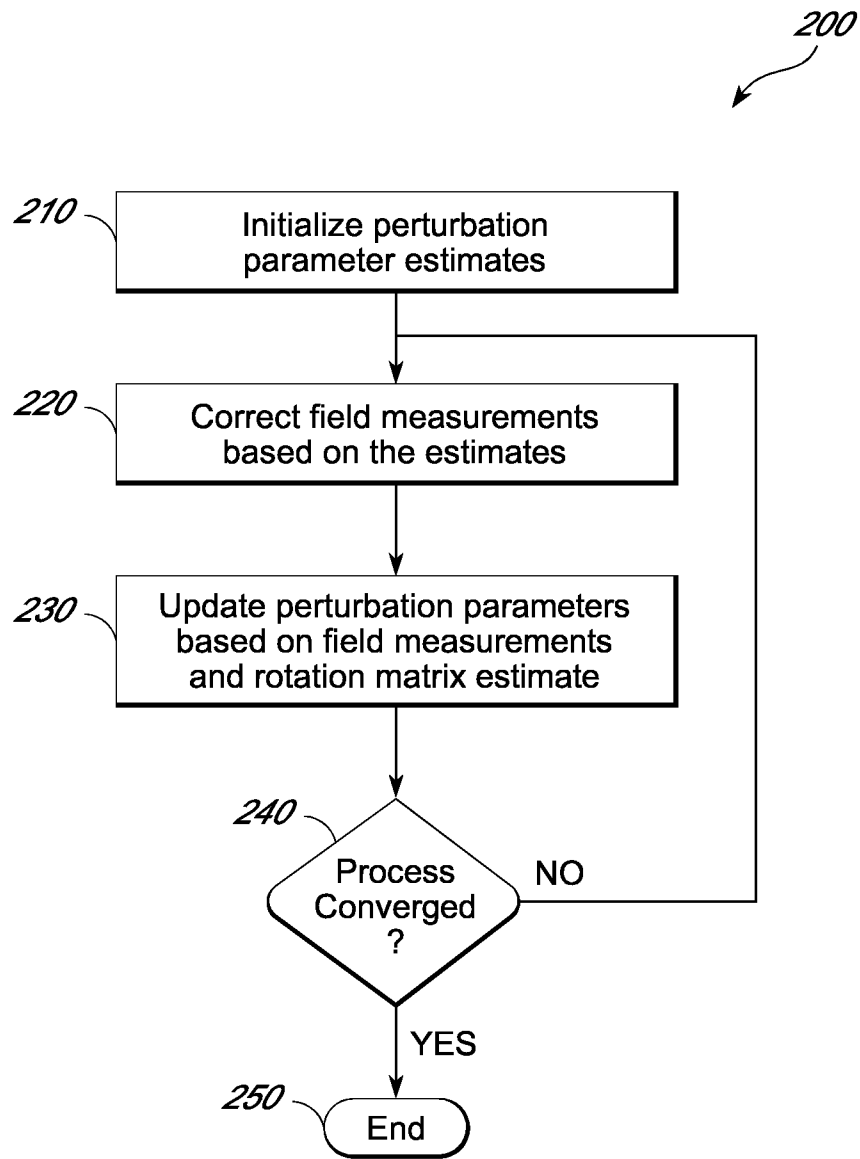 200
210
Initialize perturbation
parameter estimates
220
Correct field measurements
based on the estimates
230
Update perturbation parameters
based on field measurements
and rotation matrix estimate
240
Process
Converged
?
NO
YES
250
End